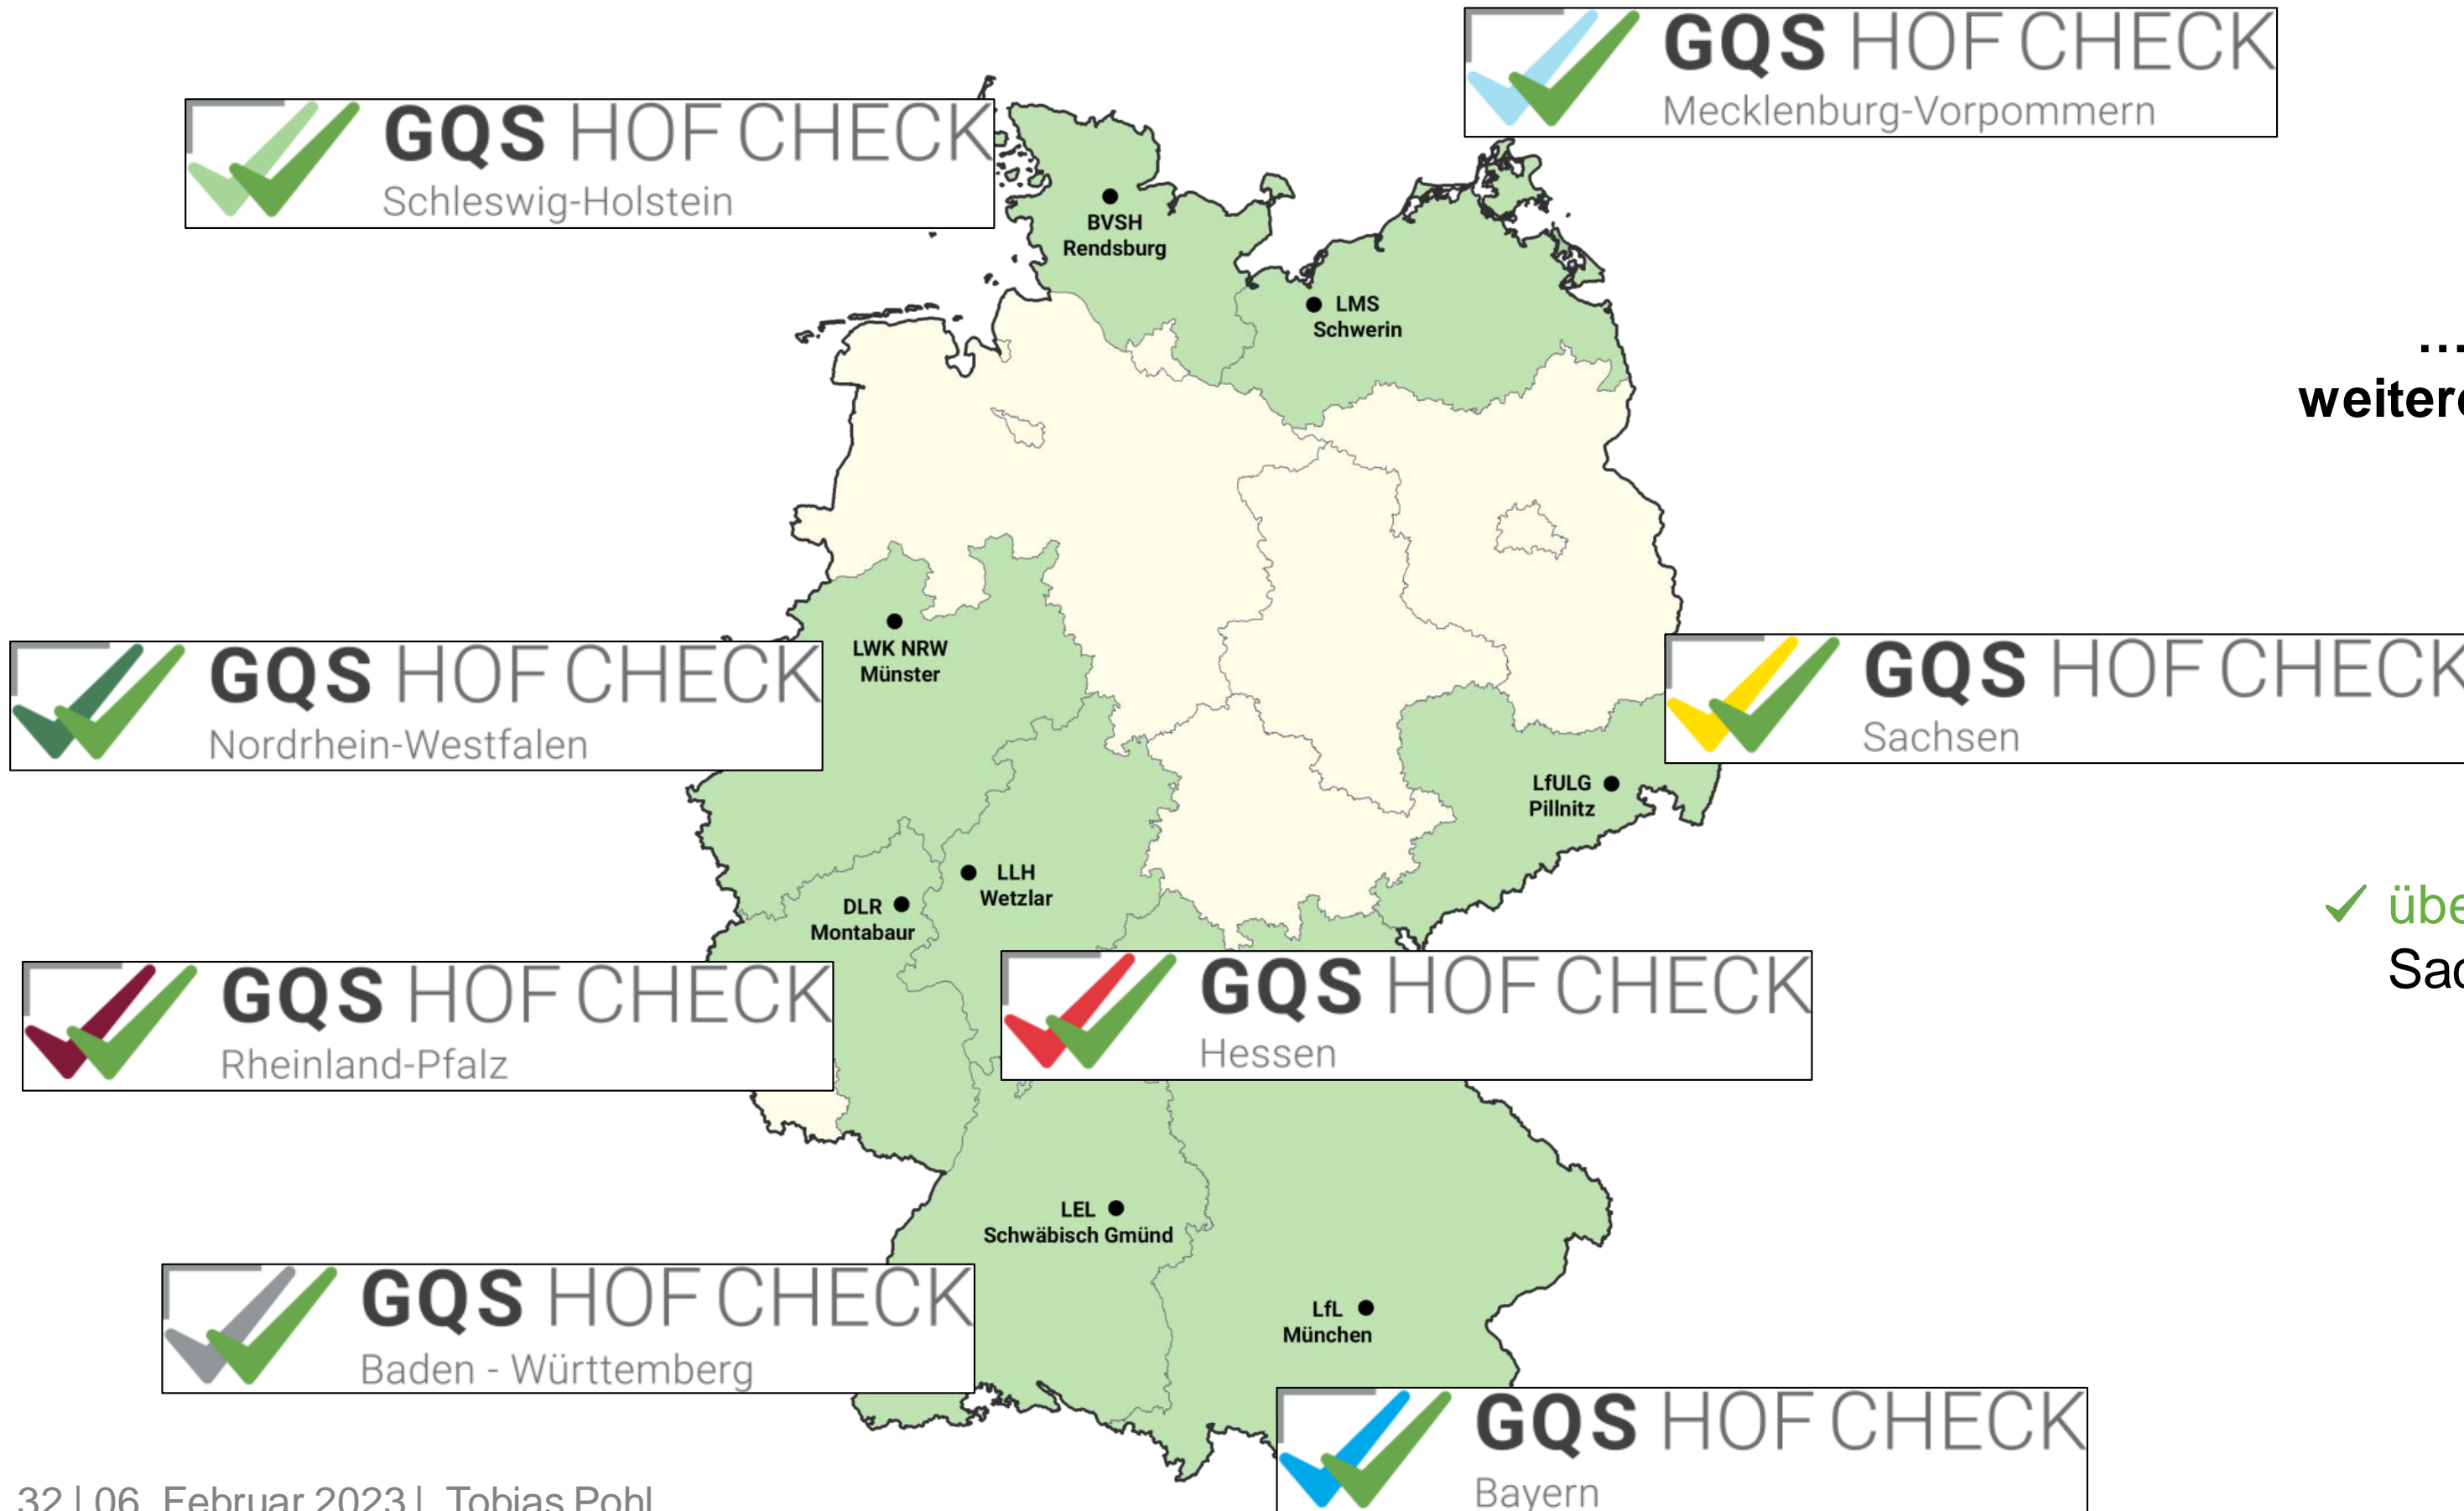 GQS HOF CHECK
Mecklenburg-Vorpommern
GQS HOF CHECK
Schleswig-Holstein
BVSH
Rendsburg
LMS
Schwerin
...
LWK NRW
Münster
GQS HOF CHECK
Nordrhein-Westfalen
GQS HOF CHECK
Sachsen
LfULG
Pillnitz
LLH
Wetzlar
DLR
Montabaur
GQS HOF CHECK
Rheinland-Pfalz
GQS HOF CHECK
Hessen
LEL
Schwäbisch Gmünd
GQS HOF CHECK
Baden - Württemberg
LfL
München
GQS HOF CHECK
Bayern
32 | 06. Februar 2023 | Tobias Pohl